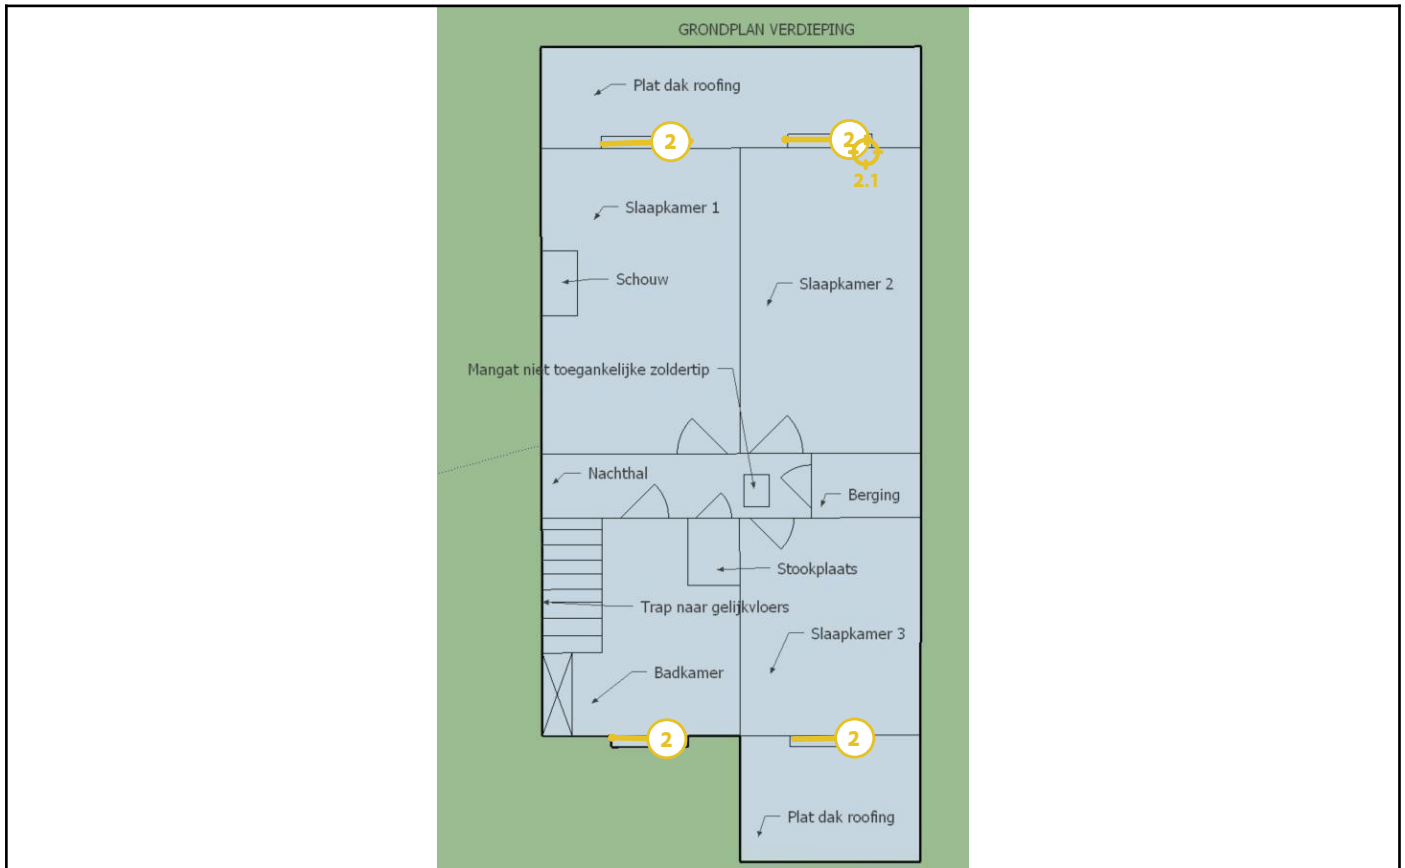 GRONDPLAN VERDIEPING
Plat dak roofing
2
2
2.1
Slaapkamer 1
Schouw
Slaapkamer 2
Mangat niet toegankelijke zoldertip
Nachthal
Berging
Stookplaats
Trap naar gelijkvloers
Slaapkamer 3
Badkamer
2
2
Plat dak roofing